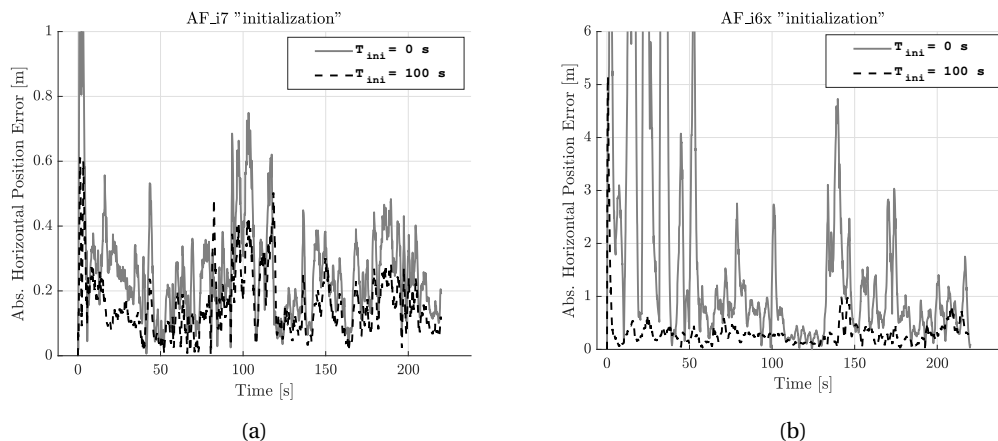 AF_i7 "initialization"
T_ini = 0 s
T_ini = 100 s
Abs. Horizontal Position Error [m]
1
0.8
0.6
0.4
0.2
0
0 50 100 150 200
Time [s]
(a)
AF_i6x "initialization"
T_ini = 0 s
T_ini = 100 s
Abs. Horizontal Position Error [m]
6
5
4
3
2
1
0
0 50 100 150 200
Time [s]
(b)